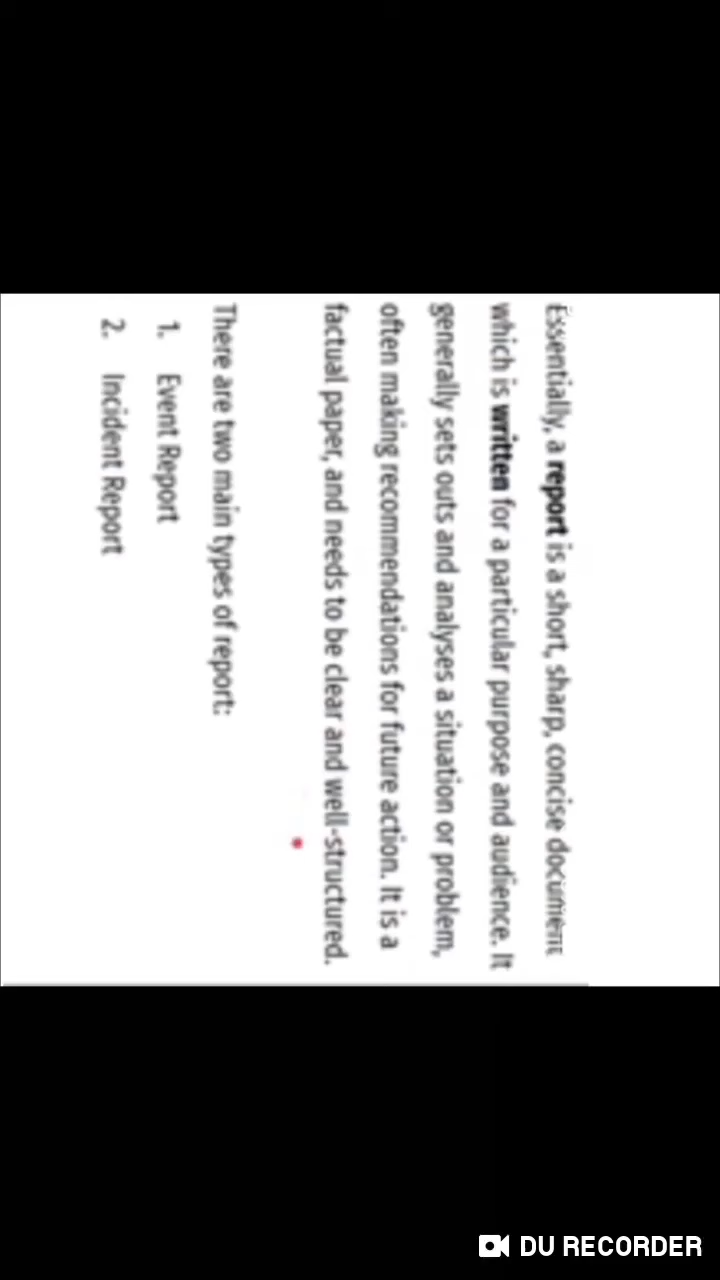 Essentially, a report is a short, sharp, concise document
which is written for a particular purpose and audience. It
generally sets outs and analyses a situation or problem,
often making recommendations for future action. It is a
factual paper, and needs to be clear and well-structured.
There are two main types of report:
1. Event Report
2. Incident Report
DU RECORDER